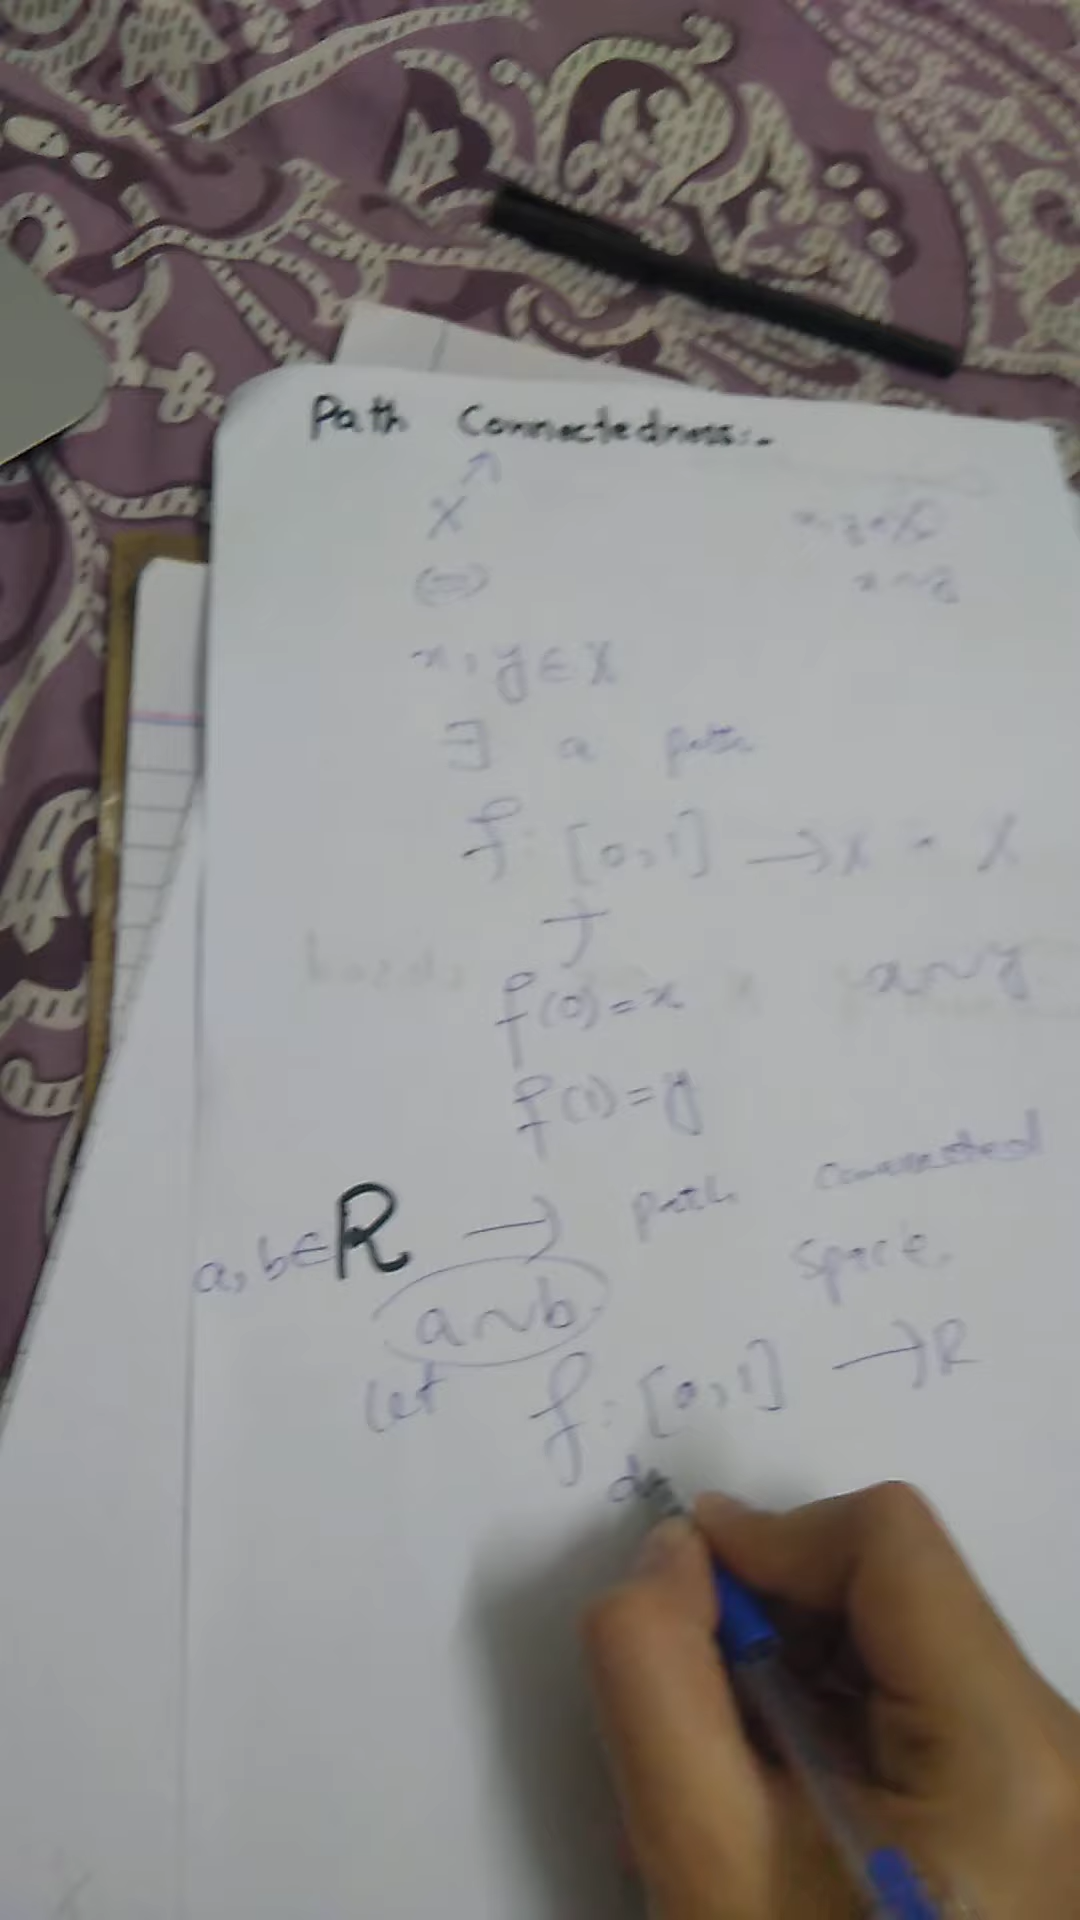 Path Connectedness:-
X
x, y ∈ X
x ~ y
∃ a path
f: [0,1] → X
f(0) = x
x ~ y
f(1) = y
a, b ∈ R → path connected
space.
a ~ b
Let f: [0,1] → R